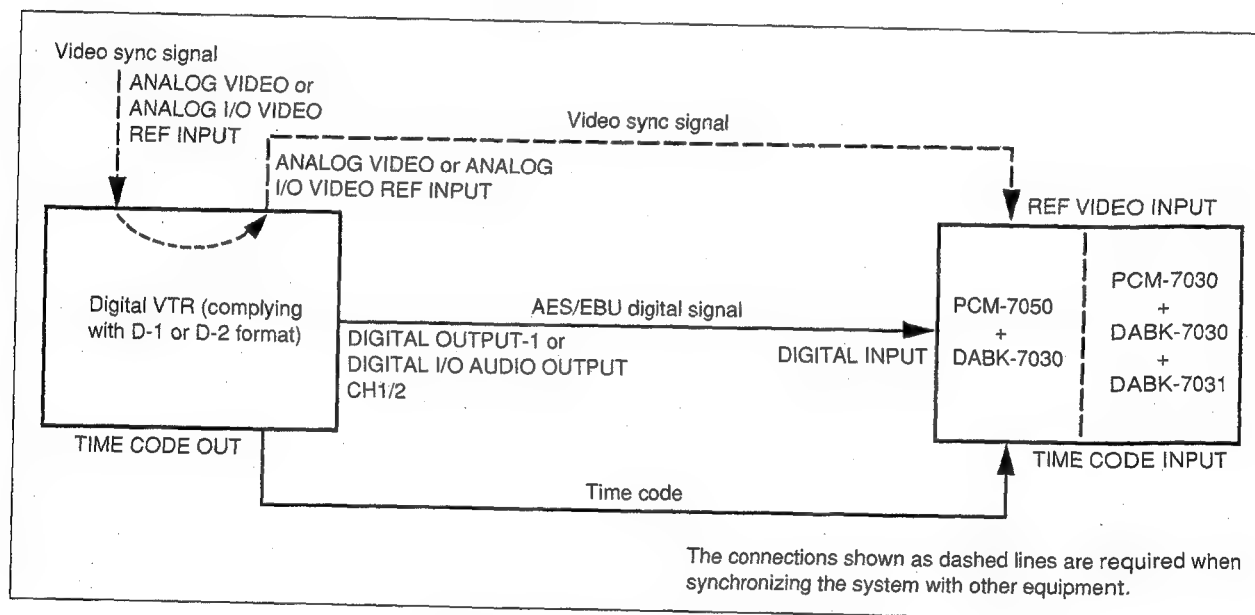 Video sync signal
ANALOG VIDEO or
ANALOG I/O VIDEO
REF INPUT
Video sync signal
ANALOG VIDEO or ANALOG
I/O VIDEO REF INPUT
REF VIDEO INPUT
Digital VTR (complying
with D-1 or D-2 format)
AES/EBU digital signal
DIGITAL OUTPUT-1 or
DIGITAL I/O AUDIO OUTPUT
CH1/2
DIGITAL INPUT
PCM-7050
+
DABK-7030
PCM-7030
+
DABK-7030
+
DABK-7031
TIME CODE OUT
TIME CODE INPUT
Time code
The connections shown as dashed lines are required when
synchronizing the system with other equipment.